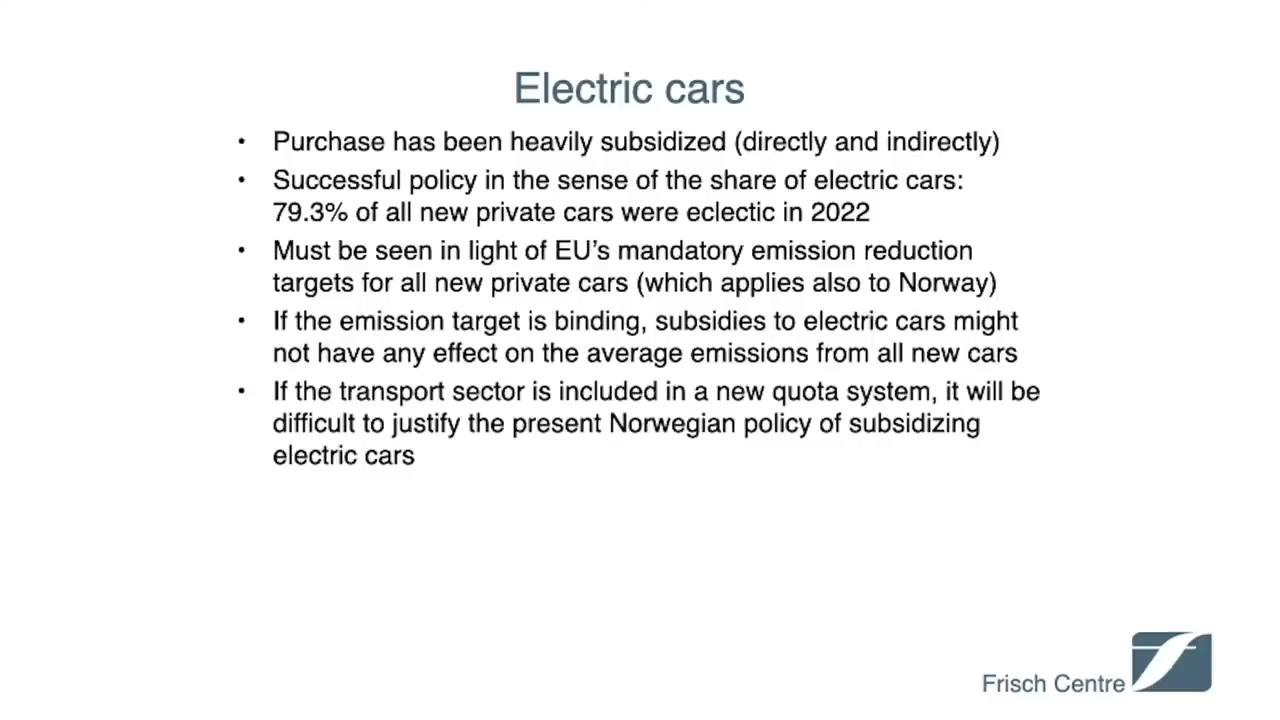 Electric cars
• Purchase has been heavily subsidized (directly and indirectly)
• Successful policy in the sense of the share of electric cars:
79.3% of all new private cars were eclectic in 2022
• Must be seen in light of EU’s mandatory emission reduction
targets for all new private cars (which applies also to Norway)
• If the emission target is binding, subsidies to electric cars might
not have any effect on the average emissions from all new cars
• If the transport sector is included in a new quota system, it will be
difficult to justify the present Norwegian policy of subsidizing
electric cars
Frisch Centre